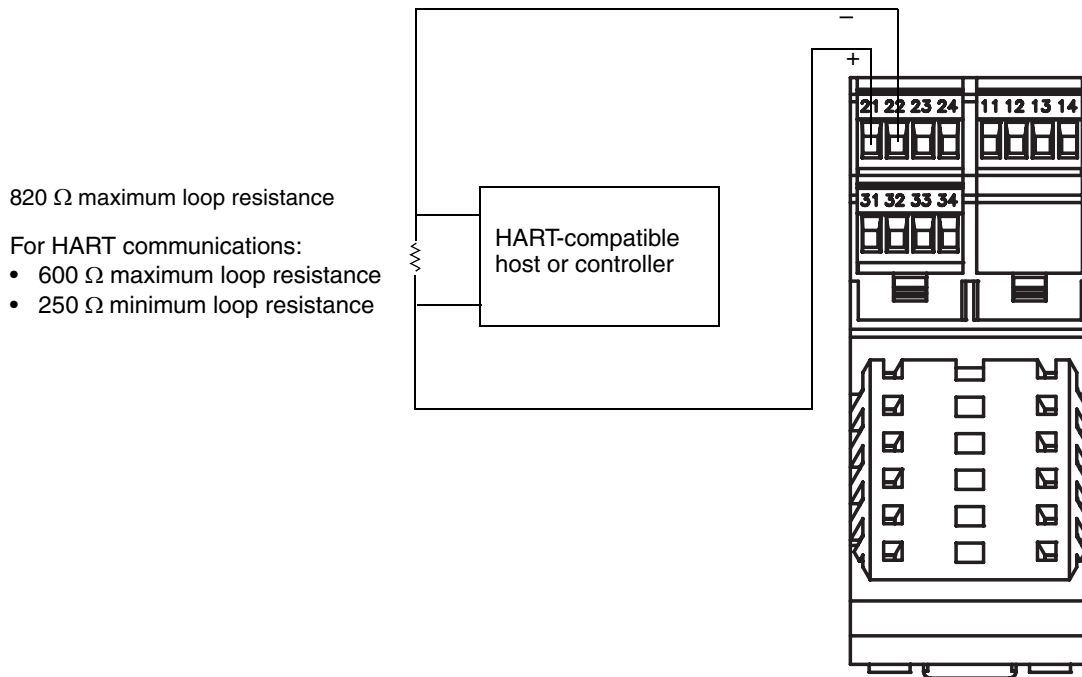 −
+
21 22 23 24 11 12 13 14
31 32 33 34
820 Ω maximum loop resistance
For HART communications:
• 600 Ω maximum loop resistance
• 250 Ω minimum loop resistance
HART-compatible
host or controller